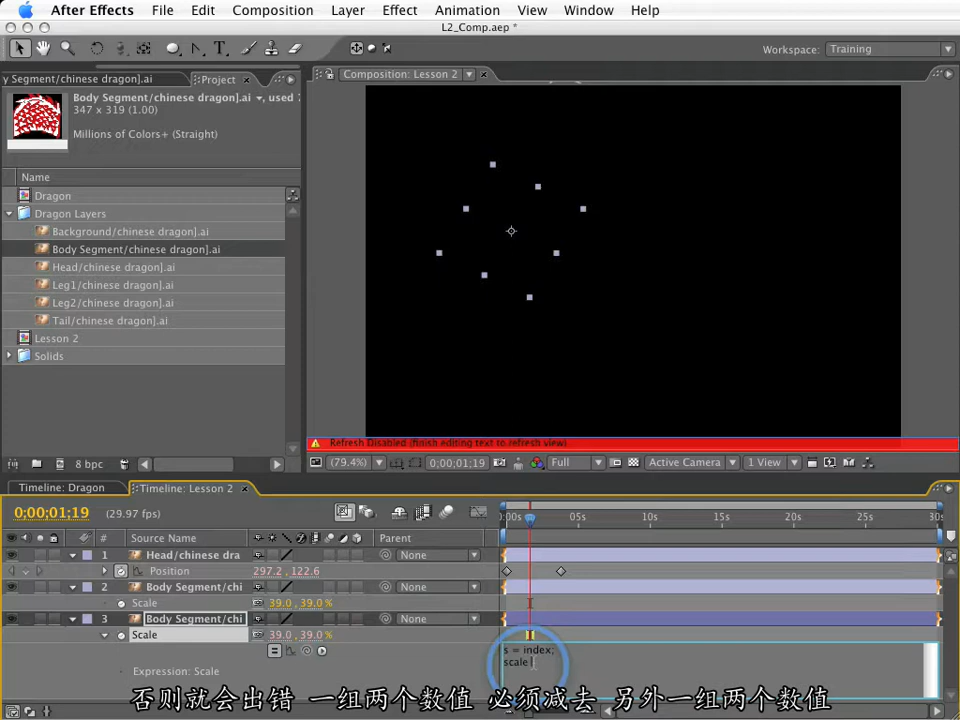 After Effects File Edit Composition Layer Effect Animation View Window Help
L2_Comp.aep *
Workspace: Training
y Segment/chinese dragon].ai Project
Composition: Lesson 2
Body Segment/chinese dragon].ai , used 7
347 x 319 (1.00)
Millions of Colors+ (Straight)
Name
Dragon
Dragon Layers
Background/chinese dragon].ai
Body Segment/chinese dragon].ai
Head/chinese dragon].ai
Leg1/chinese dragon].ai
Leg2/chinese dragon].ai
Tail/chinese dragon].ai
Lesson 2
Solids
Refresh Disabled (finish editing text to refresh view)
8 bpc
(79.4%) 0;00;01;19 Full Active Camera 1 View
Timeline: Dragon Timeline: Lesson 2
0;00;01;19 (29.97 fps)
:00s 05s 10s 15s 20s 25s 30s
# Source Name Parent
1 Head/chinese dra None
Position 297.2 , 122.6
2 Body Segment/chi None
Scale 39.0 , 39.0 %
3 Body Segment/chi None
Scale 39.0 , 39.0 %
s = index;
scale
Expression: Scale
否则就会出错 一组两个数值 必须减去 另外一组两个数值